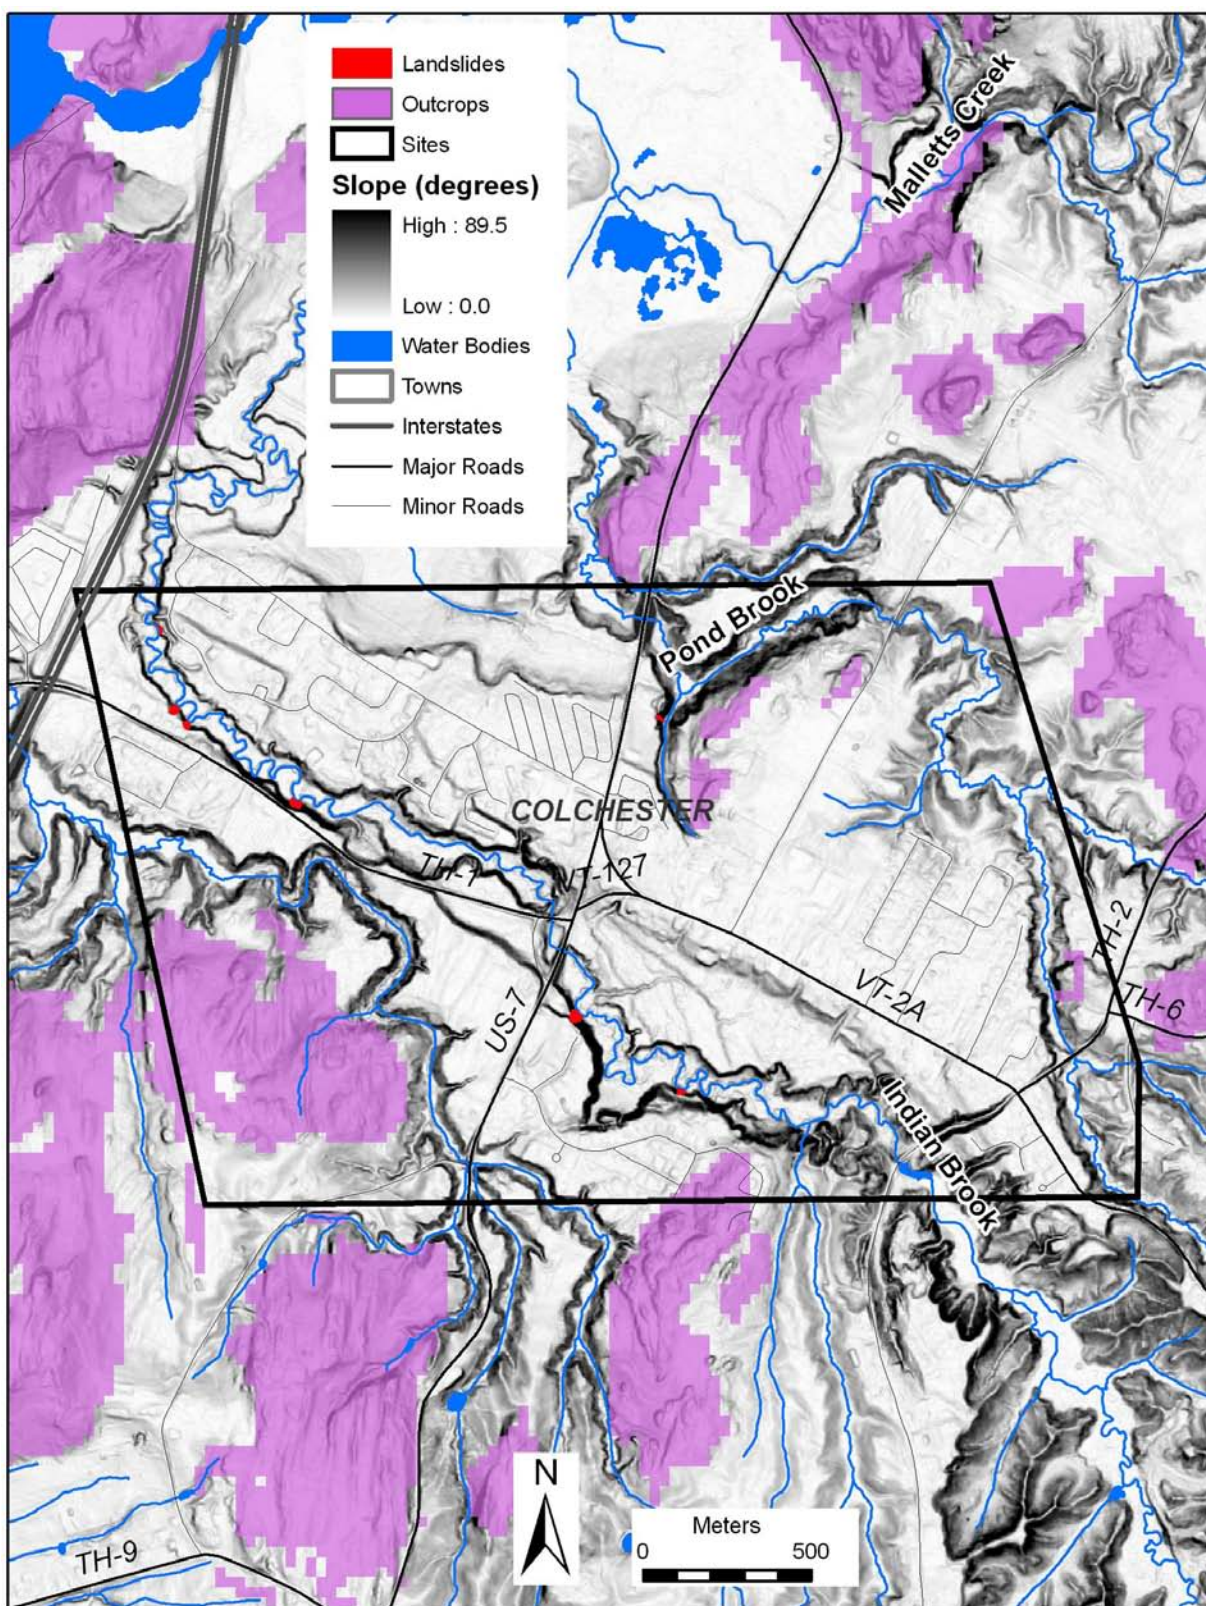 Landslides
Outcrops
Sites
Slope (degrees)
High : 89.5
Low : 0.0
Water Bodies
Towns
Interstates
Major Roads
Minor Roads
Malletts Creek
Pond Brook
COLCHESTER
TH-1
VT-127
US-7
VT-2A
TH-2
TH-6
Indian Brook
TH-9
N
Meters
0 500